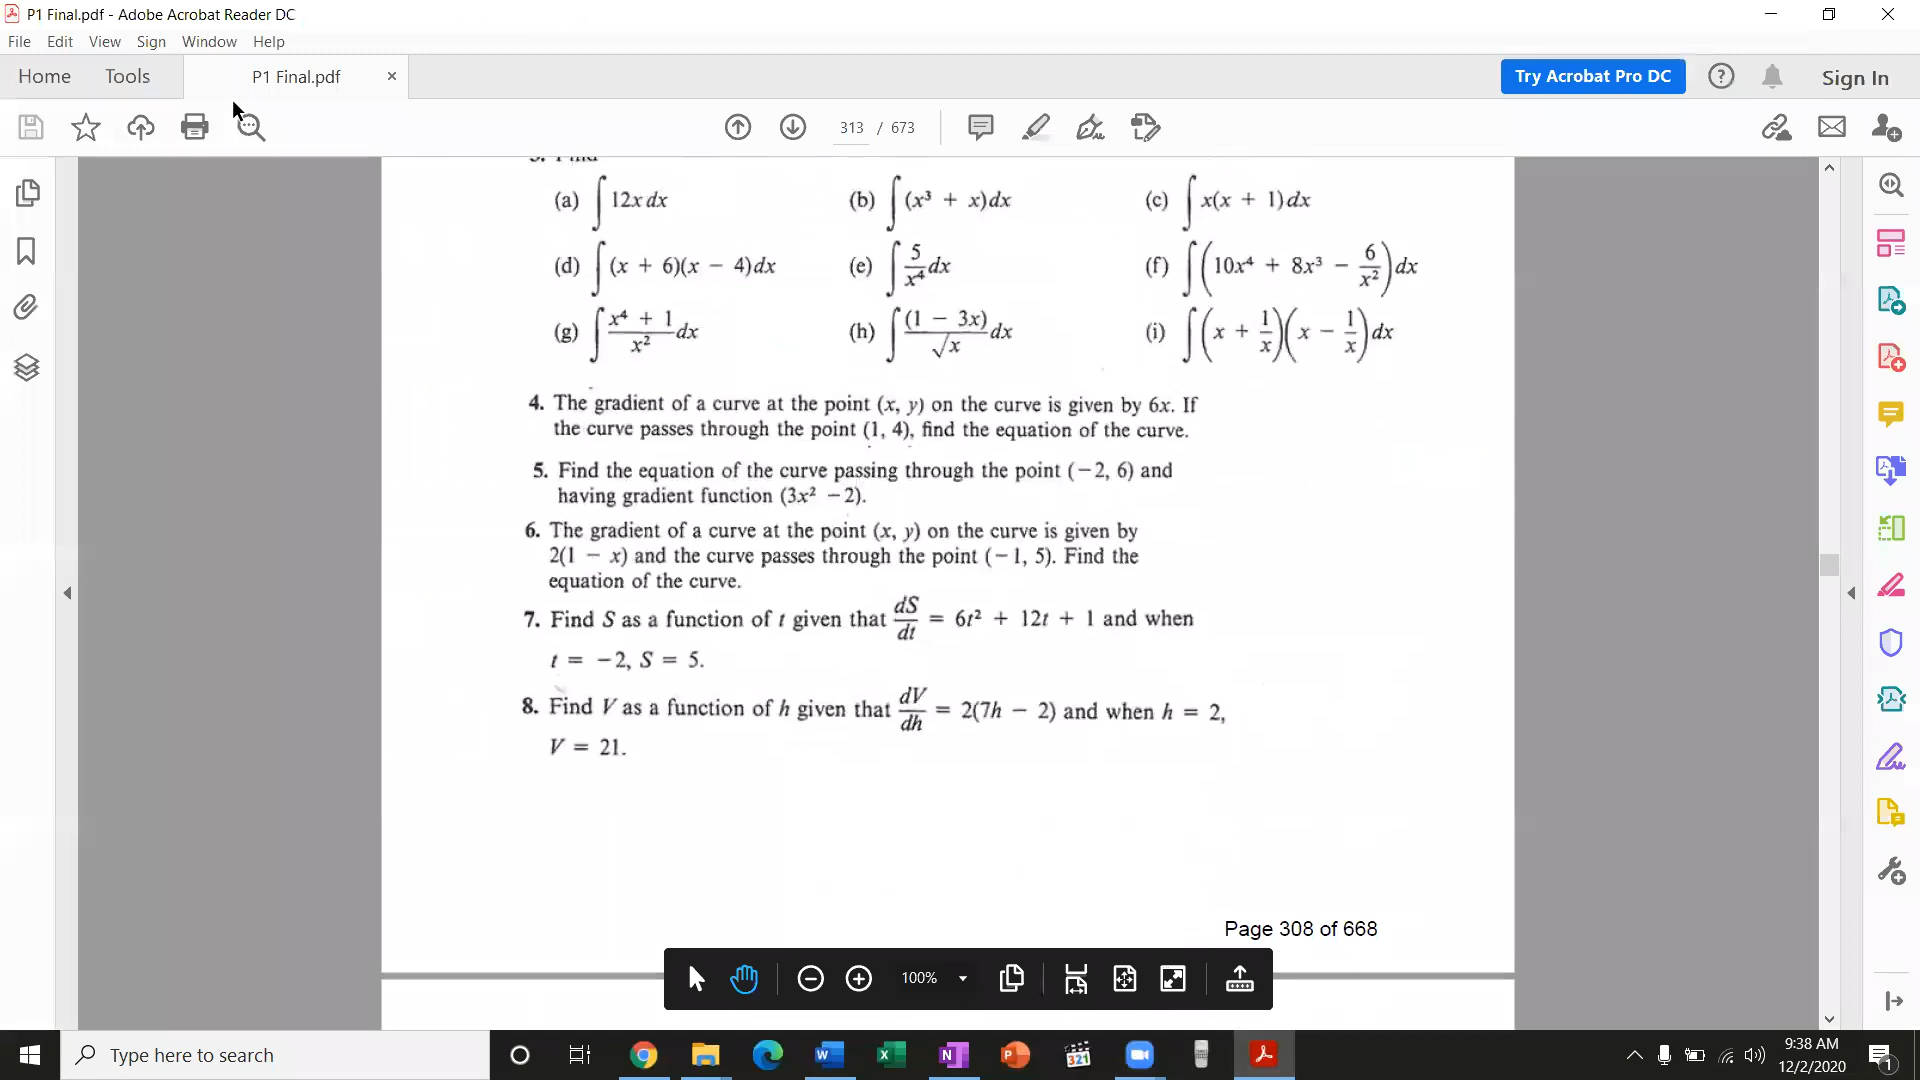 P1 Final.pdf - Adobe Acrobat Reader DC
File Edit View Sign Window Help
Home Tools P1 Final.pdf × Try Acrobat Pro DC ? Sign In
313 / 673
(a) ∫ 12x dx (b) ∫ (x³ + x)dx (c) ∫ x(x + 1)dx
(d) ∫ (x + 6)(x − 4)dx (e) ∫ 5/x⁴ dx (f) ∫ (10x⁴ + 8x³ − 6/x²) dx
(g) ∫ (x⁴ + 1)/x² dx (h) ∫ (1 − 3x)/√x dx (i) ∫ (x + 1/x)(x − 1/x) dx
4. The gradient of a curve at the point (x, y) on the curve is given by 6x. If
the curve passes through the point (1, 4), find the equation of the curve.
5. Find the equation of the curve passing through the point (−2, 6) and
having gradient function (3x² − 2).
6. The gradient of a curve at the point (x, y) on the curve is given by
2(1 − x) and the curve passes through the point (−1, 5). Find the
equation of the curve.
7. Find S as a function of t given that dS/dt = 6t² + 12t + 1 and when
t = −2, S = 5.
8. Find V as a function of h given that dV/dh = 2(7h − 2) and when h = 2,
V = 21.
Page 308 of 668
100%
Type here to search
321
9:38 AM
12/2/2020
1